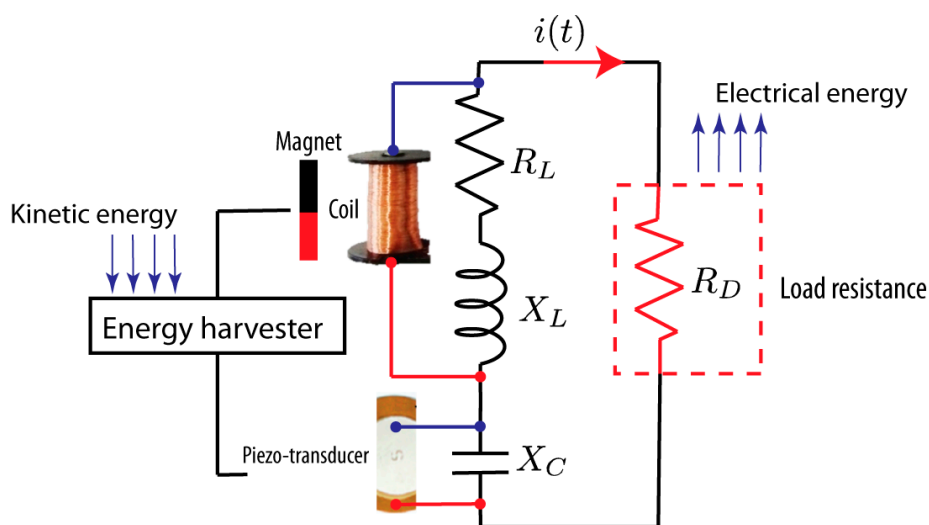 i(t)
Electrical energy
Magnet
R_L
Coil
Kinetic energy
R_D
Load resistance
X_L
Energy harvester
Piezo-transducer
X_C